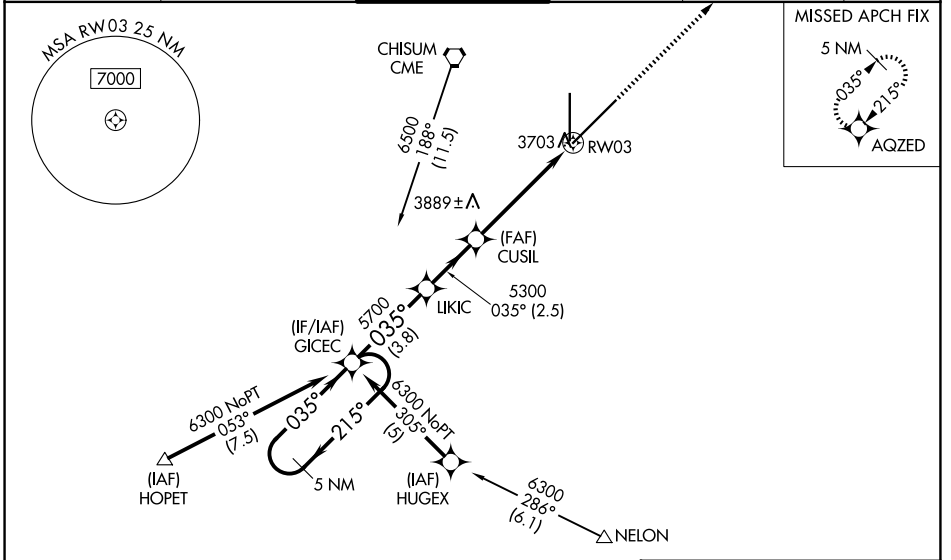 MSA RW03 25 NM
7000
CHISUM
CME
6500
188°
(11.5)
3703
RW03
3889±
(FAF)
CUSIL
5300
035° (2.5)
LIKIC
5700
035°
(3.8)
(IF/IAF)
GICEC
6300 NoPT
053°
(7.5)
035°
215°
5 NM
6300 NoPT
305°
(5)
(IAF)
HOPET
(IAF)
HUGEX
6300
286°
(6.1)
NELON
MISSED APCH FIX
5 NM
035°
215°
AQZED